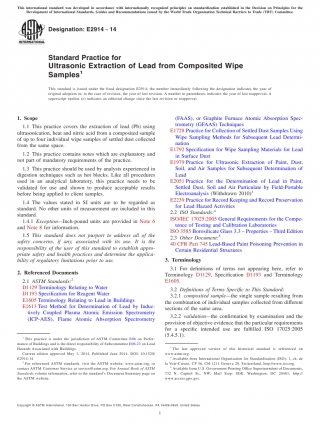 This international standard was developed in accordance with internationally recognized principles on standardization established in the Decision on Principles for the
Development of International Standards, Guides and Recommendations issued by the World Trade Organization Technical Barriers to Trade (TBT) Committee.
Designation: E2914 - 14
INTERNATIONAL
Standard Practice for
Ultrasonic Extraction of Lead from Composited Wipe
Samples1
This standard is issued under the fixed designation E2914; the number immediately following the designation indicates the year of
original adoption or, in the case of revision, the year of last revision. A number in parentheses indicates the year of last reapproval. A
superscript epsilon (ε) indicates an editorial change since the last revision or reapproval.
1. Scope
1.1 This practice covers the extraction of lead (Pb) using
ultrasonication, heat and nitric acid from a composited sample
of up to four individual wipe samples of settled dust collected
from the same space.
1.2 This practice contains notes which are explanatory and
not part of mandatory requirements of the practice.
1.3 This practice should be used by analysts experienced in
digestion techniques such as hot blocks. Like all procedures
used in an analytical laboratory, this practice needs to be
validated for use and shown to produce acceptable results
before being applied to client samples.
1.4 The values stated in SI units are to be regarded as
standard. No other units of measurement are included in this
standard.
1.4.1 Exception—Inch-pound units are provided in Note 6
and Note 8 for information.
1.5 This standard does not purport to address all of the
safety concerns, if any, associated with its use. It is the
responsibility of the user of this standard to establish appro-
priate safety and health practices and determine the applica-
bility of regulatory limitations prior to use.
2. Referenced Documents
2.1 ASTM Standards:2
D1129 Terminology Relating to Water
D1193 Specification for Reagent Water
E1605 Terminology Relating to Lead in Buildings
E1613 Test Method for Determination of Lead by Induc-
tively Coupled Plasma Atomic Emission Spectrometry
(ICP-AES), Flame Atomic Absorption Spectrometry
(FAAS), or Graphite Furnace Atomic Absorption Spec-
trometry (GFAAS) Techniques
E1728 Practice for Collection of Settled Dust Samples Using
Wipe Sampling Methods for Subsequent Lead Determi-
nation
E1792 Specification for Wipe Sampling Materials for Lead
in Surface Dust
E1979 Practice for Ultrasonic Extraction of Paint, Dust,
Soil, and Air Samples for Subsequent Determination of
Lead
E2051 Practice for the Determination of Lead in Paint,
Settled Dust, Soil and Air Particulate by Field-Portable
Electroanalysis (Withdrawn 2010)3
E2239 Practice for Record Keeping and Record Preservation
for Lead Hazard Activities
2.2 ISO Standards:4
ISO/IEC 17025:2005 General Requirements for the Compe-
tence of Testing and Calibration Laboratories
ISO 3585 Borosilicate Glass 3.3 – Properties – Third Edition
2.3 Other Document:5
40 CFR Part 745 Lead-Based Paint Poisoning Prevention in
Certain Residential Structures
3. Terminology
3.1 For definitions of terms not appearing here, refer to
Terminology D1129, Specification D1193 and Terminology
E1605.
3.2 Definitions of Terms Specific to This Standard:
3.2.1 composited sample—the single sample resulting from
the combination of individual samples collected from different
sections of the same area.
3.2.2 validation—the confirmation by examination and the
provision of objective evidence that the particular requirements
for a specific intended use are fulfilled ISO 17025:2005
(5.4.5.1).
1 This practice is under the jurisdiction of ASTM Committee E06 on Perfor-
mance of Buildings and is the direct responsibility of Subcommittee E06.23 on Lead
Hazards Associated with Buildings.
Current edition approved May 1, 2014. Published June 2014. DOI: 10.1520/
E2914-14.
2 For referenced ASTM standards, visit the ASTM website, www.astm.org, or
contact ASTM Customer Service at service@astm.org. For Annual Book of ASTM
Standards volume information, refer to the standard's Document Summary page on
the ASTM website.
3 The last approved version of this historical standard is referenced on
www.astm.org.
4 Available from International Organization for Standardization (ISO), 1, ch. de
la Voie-Creuse, CP 56, CH-1211 Geneva 20, Switzerland, http://www.iso.org.
5 Available from U.S. Government Printing Office Superintendent of Documents,
732 N. Capitol St., NW, Mail Stop: SDE, Washington, DC 20401, http://
www.access.gpo.gov.
Copyright © ASTM International, 100 Barr Harbor Drive, PO Box C700, West Conshohocken, PA 19428-2959. United States
1